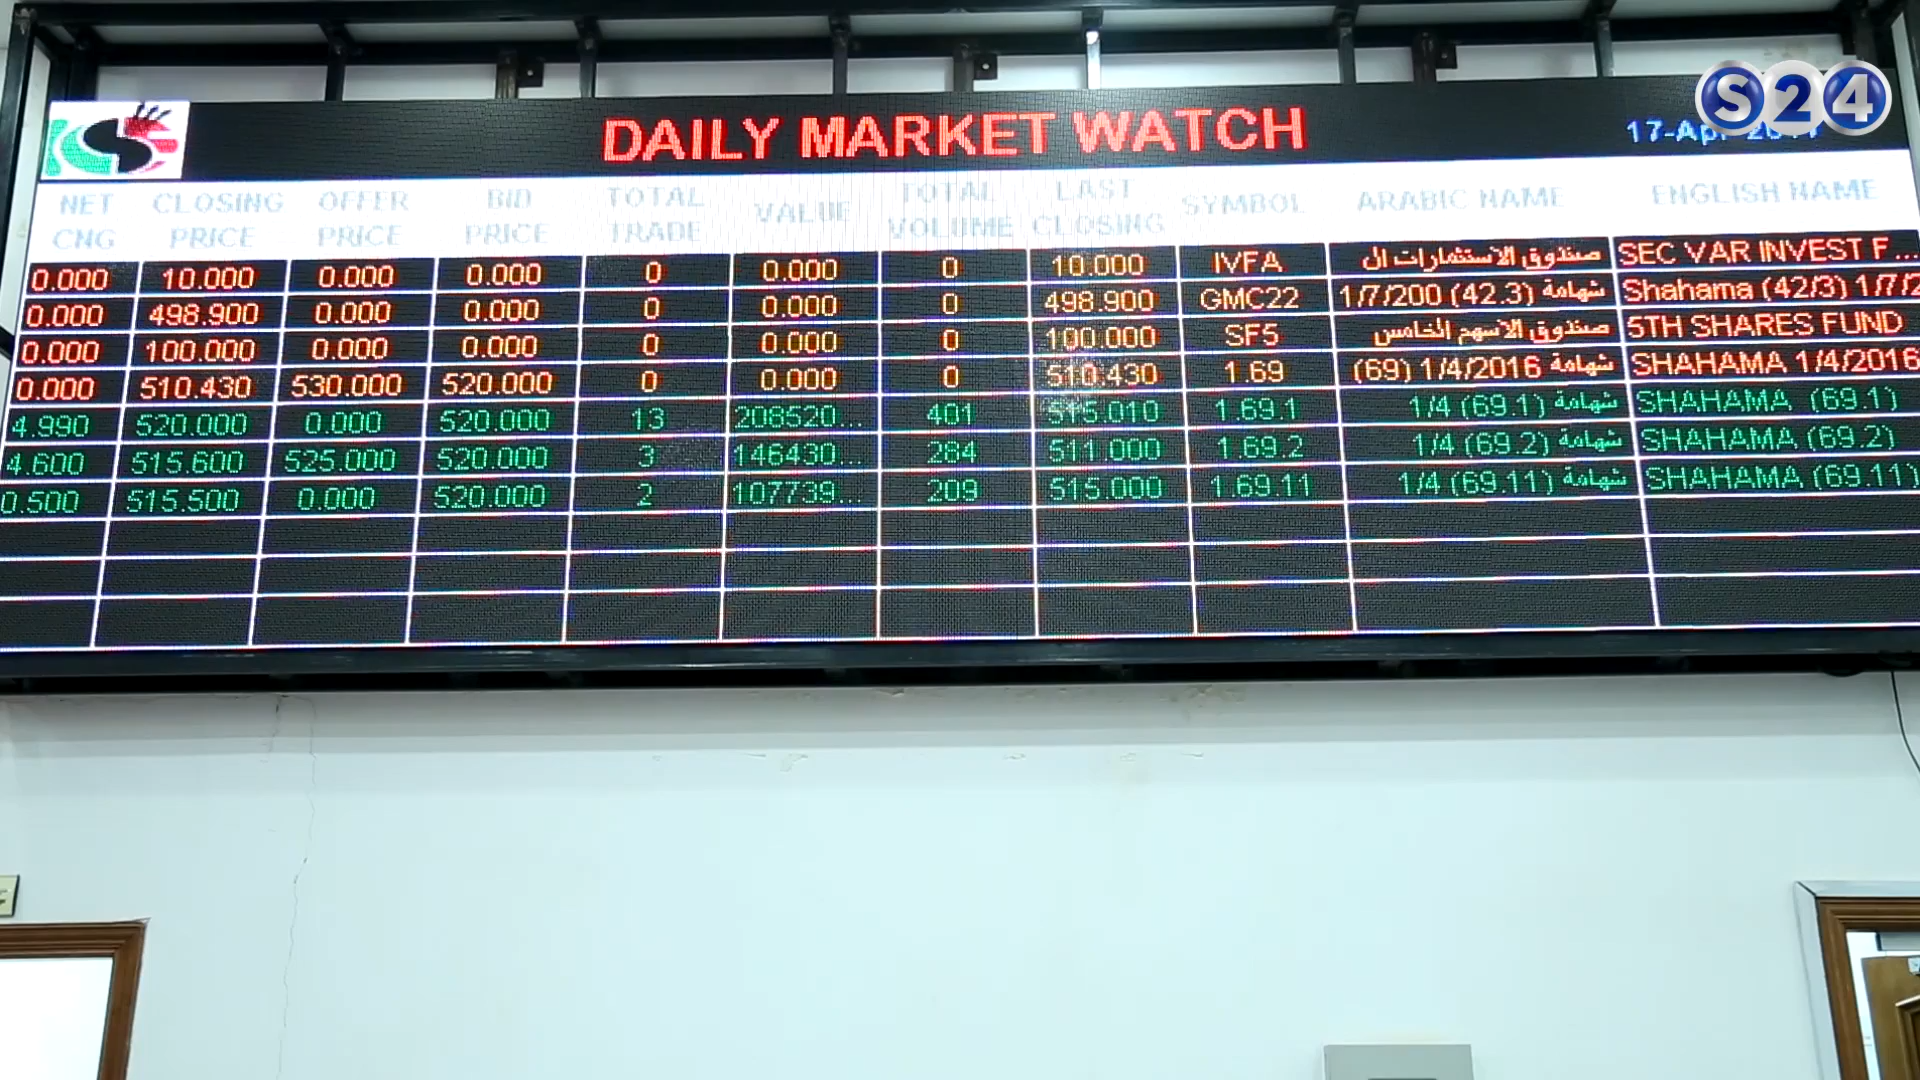 S24
DAILY MARKET WATCH
17-Apr
NET CNG CLOSING PRICE OFFER PRICE BID PRICE TOTAL TRADE VALUE TOTAL VOLUME LAST CLOSING SYMBOL ARABIC NAME ENGLISH NAME
0.000 10.000 0.000 0.000 0 0.000 0 10.000 IVFA صندوق الاستثمارات ال SEC VAR INVEST F...
0.000 498.900 0.000 0.000 0 0.000 0 498.900 GMC22 شهامة (42.3) 1/7/200 Shahama (42/3) 1/7/2
0.000 100.000 0.000 0.000 0 0.000 0 100.000 SF5 صندوق الاسهم الخامس 5TH SHARES FUND
0.000 510.430 530.000 520.000 0 0.000 0 510.430 1.69 شهامة 1/4/2016 (69) SHAHAMA 1/4/2016
4.990 520.000 0.000 520.000 13 208520... 401 515.010 1.69.1 شهامة (69.1) 1/4 SHAHAMA (69.1)
4.600 515.600 525.000 520.000 3 146430... 284 511.000 1.69.2 شهامة (69.2) 1/4 SHAHAMA (69.2)
0.500 515.500 0.000 520.000 2 107739... 209 515.000 1.69.11 شهامة (69.11) 1/4 SHAHAMA (69.11)